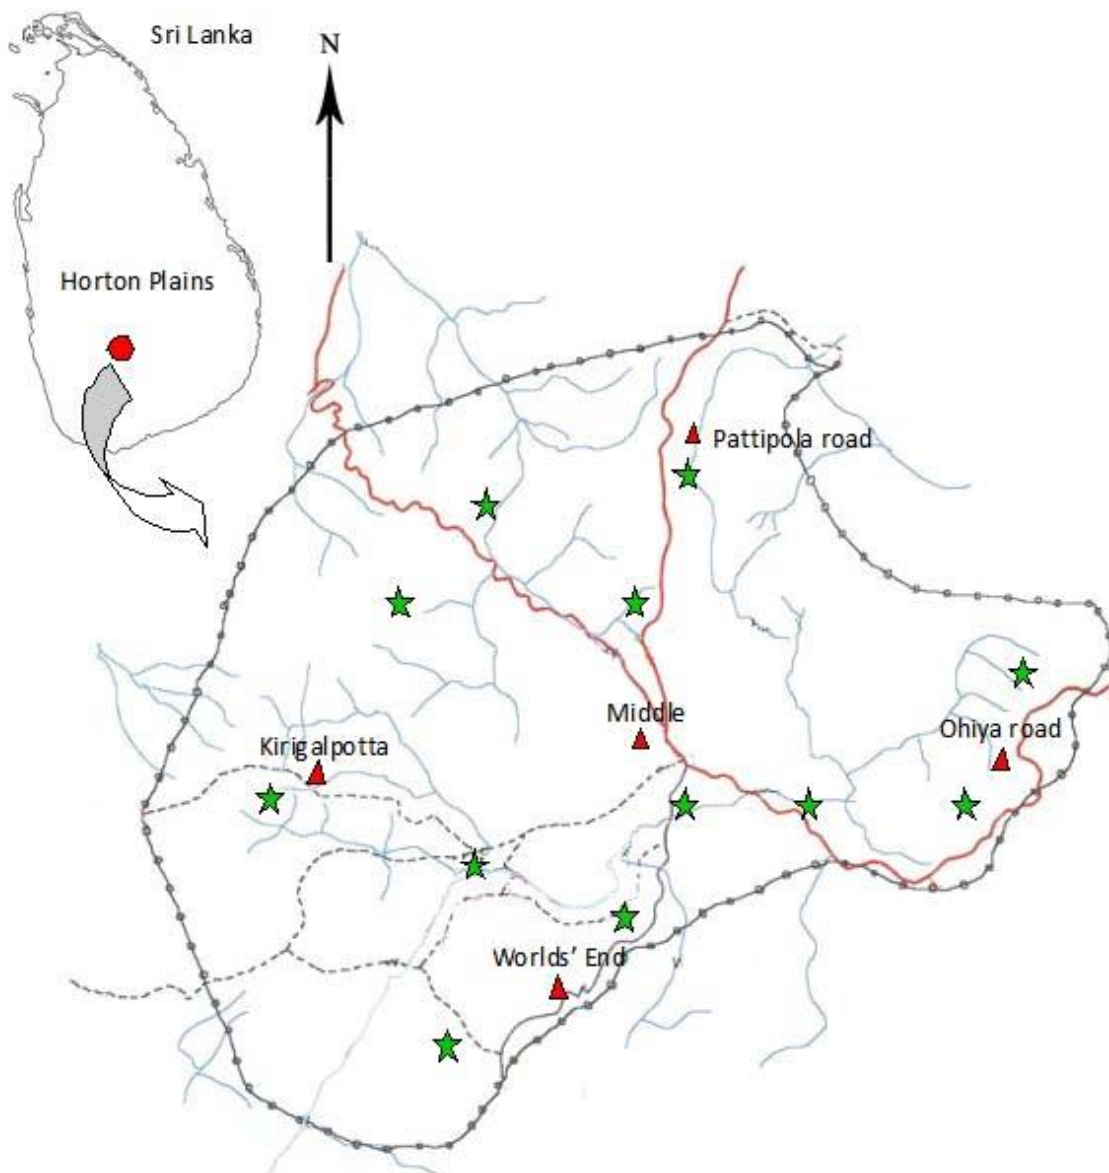 Sri Lanka
N
Horton Plains
Pattipola road
Middle
Ohiya road
Kirigalpotta
Worlds’ End